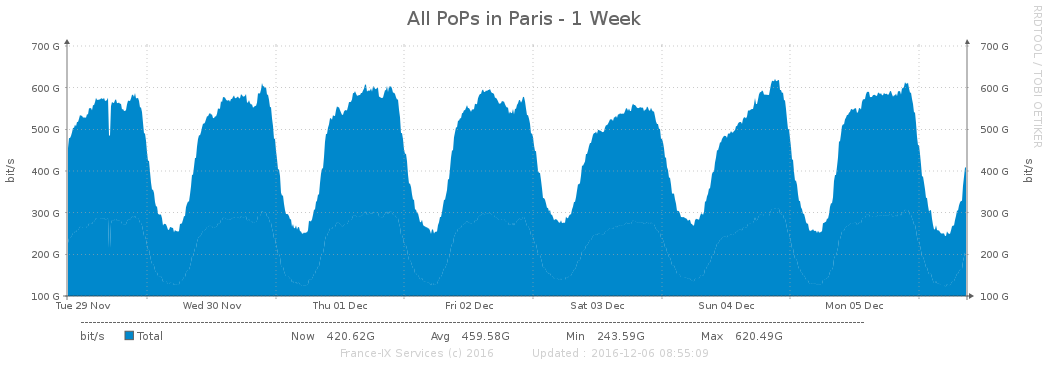 All PoPs in Paris - 1 Week
RRDTOOL / TOBI OETIKER
700 G 700 G
600 G 600 G
500 G 500 G
400 G 400 G
300 G 300 G
200 G 200 G
100 G 100 G
bit/s bit/s
Tue 29 Nov Wed 30 Nov Thu 01 Dec Fri 02 Dec Sat 03 Dec Sun 04 Dec Mon 05 Dec
bit/s Total Now 420.62G Avg 459.58G Min 243.59G Max 620.49G
France-IX Services (c) 2016 Updated : 2016-12-06 08:55:09